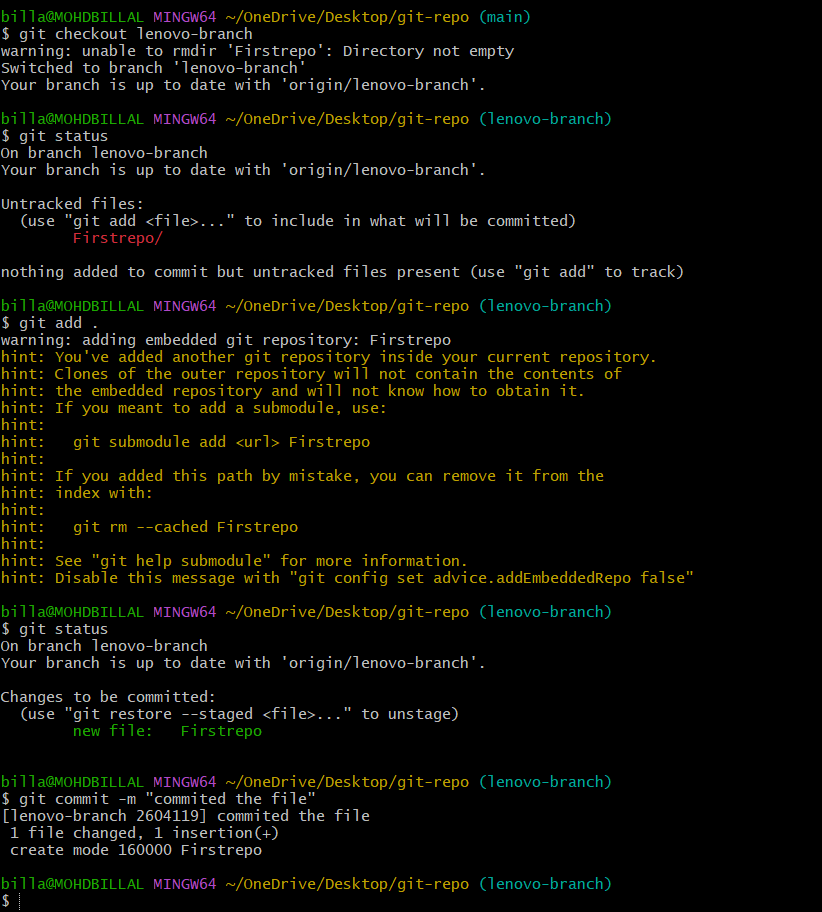 billa@MOHDBILLAL MINGW64 ~/OneDrive/Desktop/git-repo (main)
$ git checkout lenovo-branch
warning: unable to rmdir 'Firstrepo': Directory not empty
Switched to branch 'lenovo-branch'
Your branch is up to date with 'origin/lenovo-branch'.

billa@MOHDBILLAL MINGW64 ~/OneDrive/Desktop/git-repo (lenovo-branch)
$ git status
On branch lenovo-branch
Your branch is up to date with 'origin/lenovo-branch'.

Untracked files:
  (use "git add <file>..." to include in what will be committed)
        Firstrepo/

nothing added to commit but untracked files present (use "git add" to track)

billa@MOHDBILLAL MINGW64 ~/OneDrive/Desktop/git-repo (lenovo-branch)
$ git add .
warning: adding embedded git repository: Firstrepo
hint: You've added another git repository inside your current repository.
hint: Clones of the outer repository will not contain the contents of
hint: the embedded repository and will not know how to obtain it.
hint: If you meant to add a submodule, use:
hint:
hint:   git submodule add <url> Firstrepo
hint:
hint: If you added this path by mistake, you can remove it from the
hint: index with:
hint:
hint:   git rm --cached Firstrepo
hint:
hint: See "git help submodule" for more information.
hint: Disable this message with "git config set advice.addEmbeddedRepo false"

billa@MOHDBILLAL MINGW64 ~/OneDrive/Desktop/git-repo (lenovo-branch)
$ git status
On branch lenovo-branch
Your branch is up to date with 'origin/lenovo-branch'.

Changes to be committed:
  (use "git restore --staged <file>..." to unstage)
        new file:   Firstrepo


billa@MOHDBILLAL MINGW64 ~/OneDrive/Desktop/git-repo (lenovo-branch)
$ git commit -m "commited the file"
[lenovo-branch 2604119] commited the file
 1 file changed, 1 insertion(+)
 create mode 160000 Firstrepo

billa@MOHDBILLAL MINGW64 ~/OneDrive/Desktop/git-repo (lenovo-branch)
$